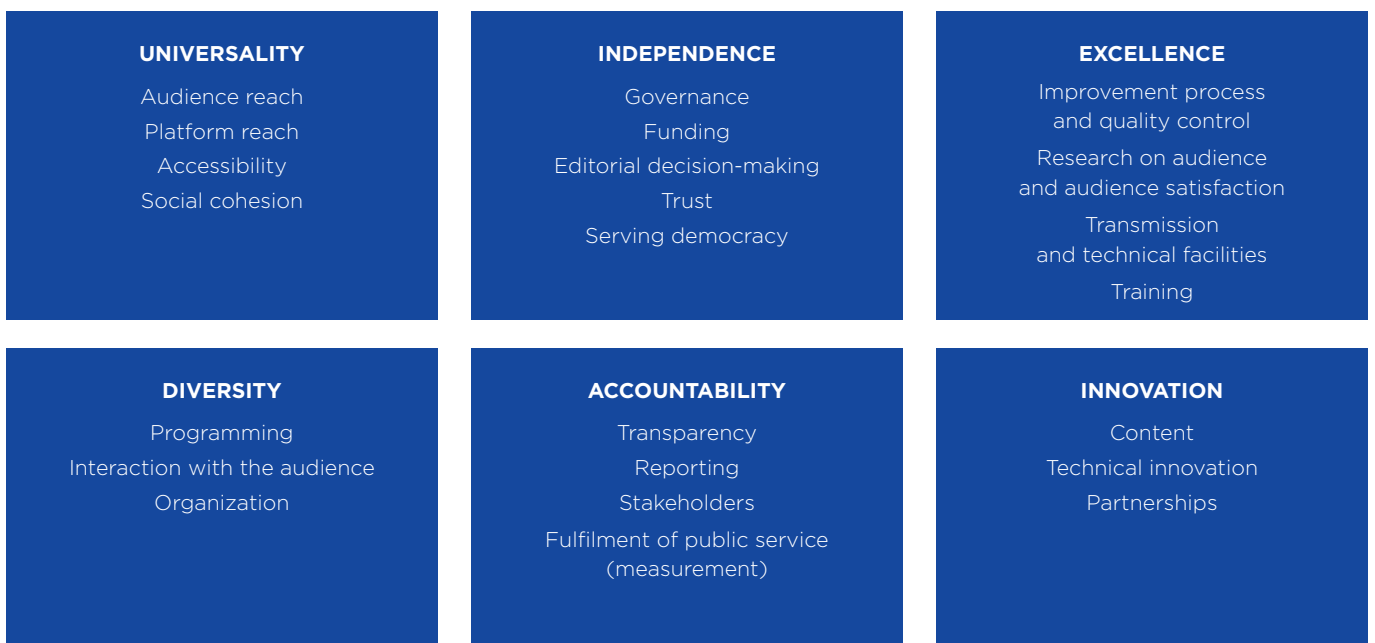 UNIVERSALITY
Audience reach
Platform reach
Accessibility
Social cohesion
INDEPENDENCE
Governance
Funding
Editorial decision-making
Trust
Serving democracy
EXCELLENCE
Improvement process
and quality control
Research on audience
and audience satisfaction
Transmission
and technical facilities
Training
DIVERSITY
Programming
Interaction with the audience
Organization
ACCOUNTABILITY
Transparency
Reporting
Stakeholders
Fulfilment of public service
(measurement)
INNOVATION
Content
Technical innovation
Partnerships